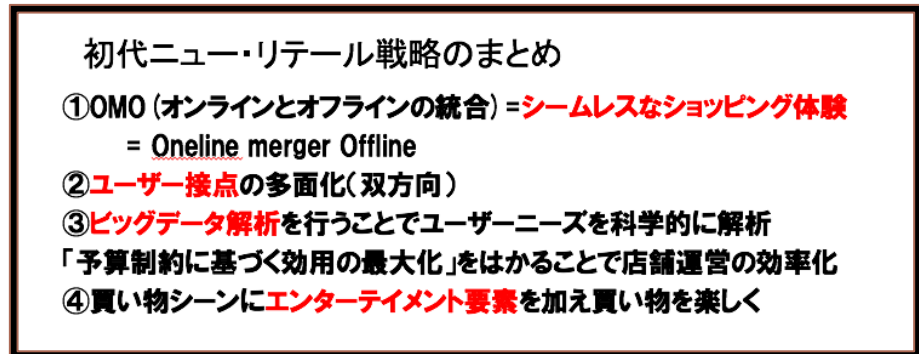 初代ニュー・リテール戦略のまとめ
①OMO(オンラインとオフラインの統合)=シームレスなショッピング体験
= Oneline merger Offline
②ユーザー接点の多面化(双方向)
③ビッグデータ解析を行うことでユーザーニーズを科学的に解析
「予算制約に基づく効用の最大化」をはかることで店舗運営の効率化
④買い物シーンにエンターテイメント要素を加え買い物を楽しく